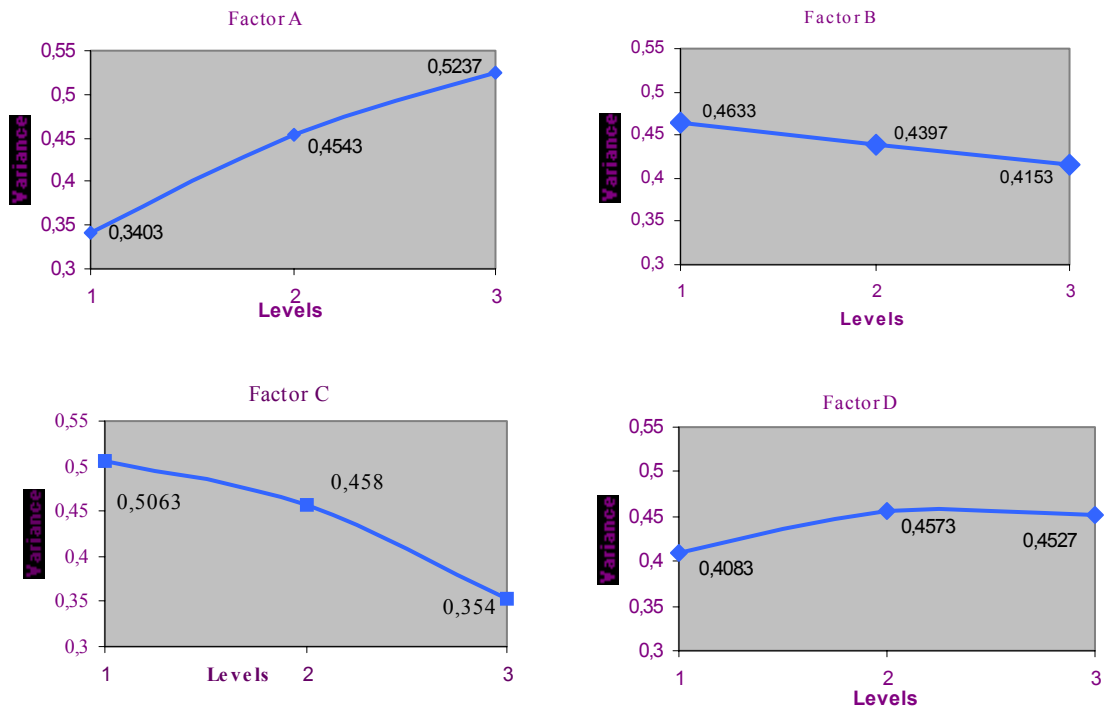 Factor A
0,55
0,5
0,45
0,4
0,35
0,3
Variance
0,3403
0,4543
0,5237
1 2 3
Levels
Factor B
0,55
0,5
0,45
0,4
0,35
0,3
Variance
0,4633
0,4397
0,4153
1 2 3
Levels
Factor C
0,55
0,5
0,45
0,4
0,35
0,3
Variance
0,5063
0,458
0,354
1 2 3
Levels
Factor D
0,55
0,5
0,45
0,4
0,35
0,3
Variance
0,4083
0,4573
0,4527
1 2 3
Levels